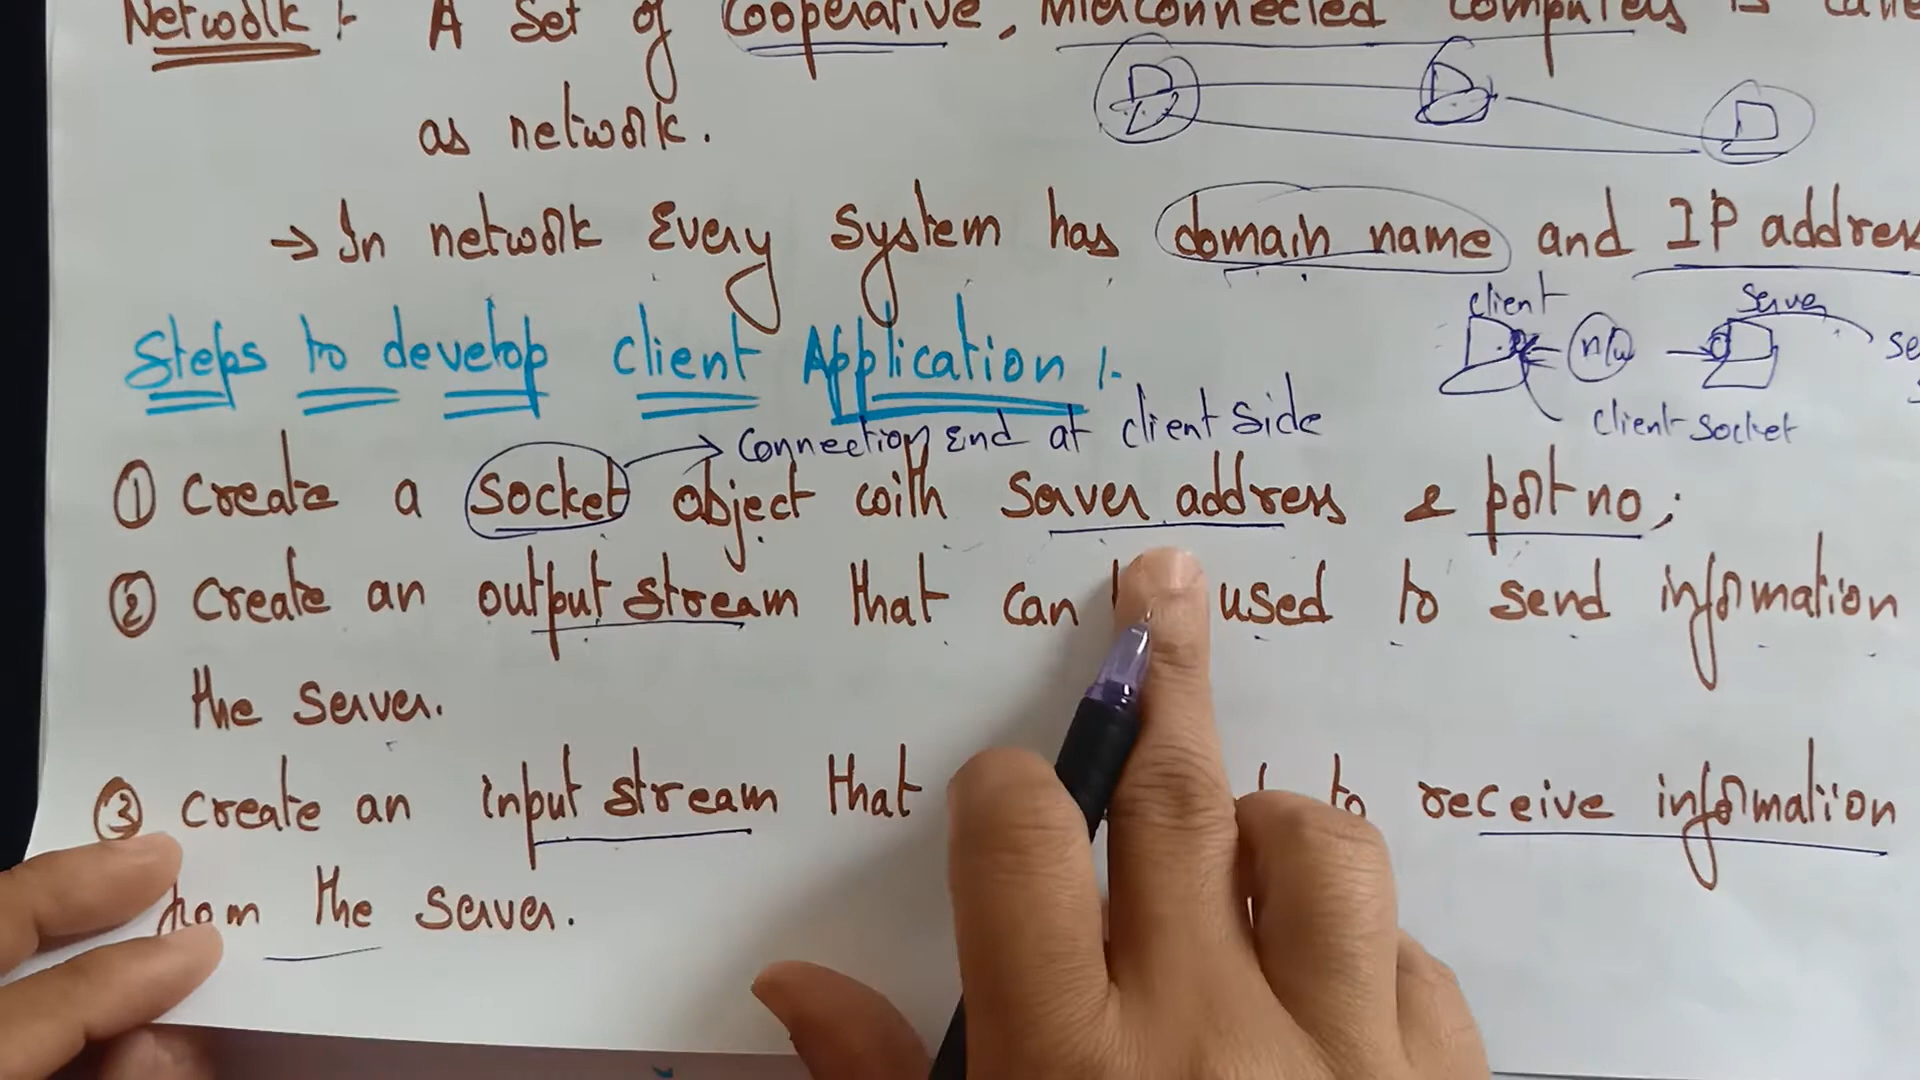 Network :- A Set of Cooperative, interconnected computers is
as network.
→ In network Every system has domain name and IP address
client
Server
Steps to develop client Application :-
n/w
client socket
Connection End at client side
① create a socket object with Server address & port no;
② create an output stream that can used to send information
the server.
③ create an input stream that to receive information
from the server.